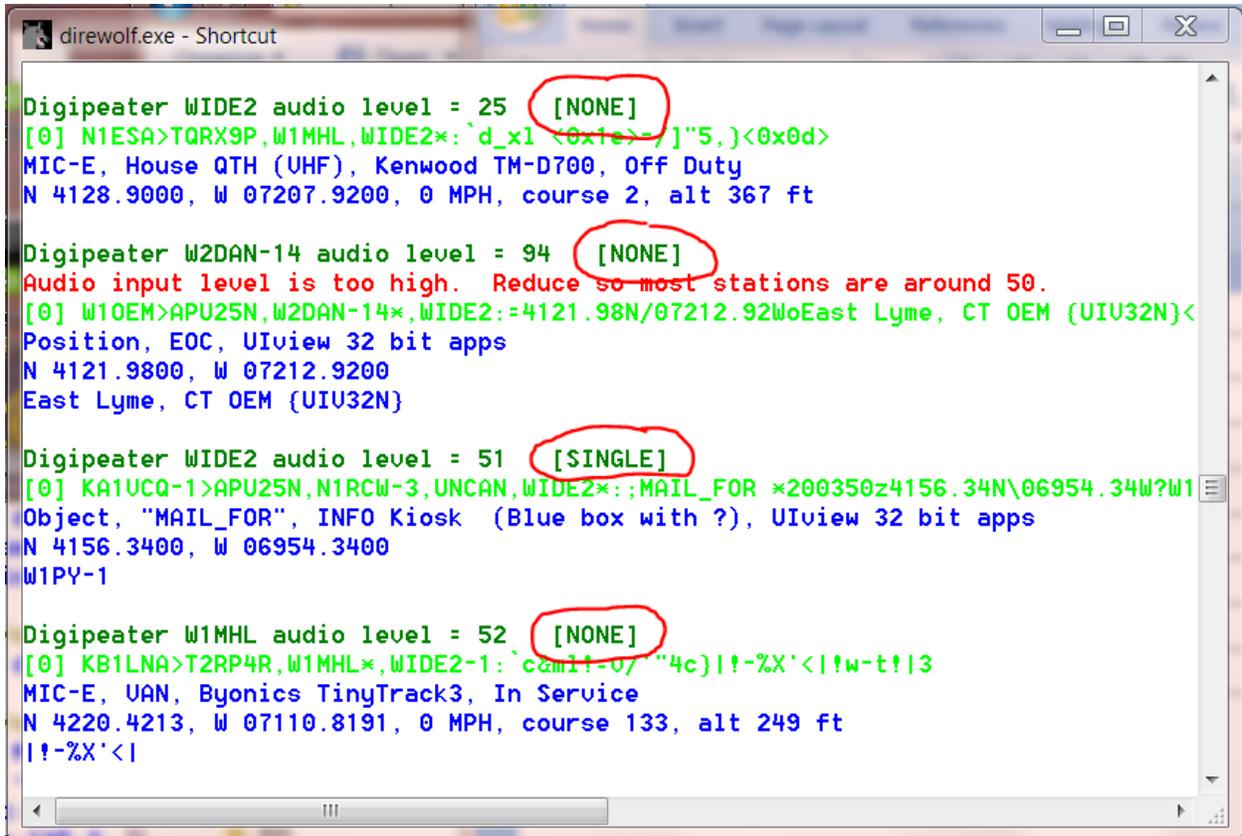 direwolf.exe - Shortcut
Home Insert Page Layout References
Digipeater WIDE2 audio level = 25 [NONE]
[0] N1ESA>TQRX9P,W1MHL,WIDE2*:`d_xl <0x1e>-/]"5,}<0x0d>
MIC-E, House QTH (VHF), Kenwood TM-D700, Off Duty
N 4128.9000, W 07207.9200, 0 MPH, course 2, alt 367 ft
Digipeater W2DAN-14 audio level = 94 [NONE]
Audio input level is too high. Reduce so most stations are around 50.
[0] W1OEM>APU25N,W2DAN-14*,WIDE2:=4121.98N/07212.92WoEast Lyme, CT OEM {UIV32N}<
Position, EOC, UIview 32 bit apps
N 4121.9800, W 07212.9200
East Lyme, CT OEM {UIV32N}
Digipeater WIDE2 audio level = 51 [SINGLE]
[0] KA1VCQ-1>APU25N,N1RCW-3,UNCAN,WIDE2*:;MAIL_FOR *200350z4156.34N\06954.34W?W1
Object, "MAIL_FOR", INFO Kiosk (Blue box with ?), UIview 32 bit apps
N 4156.3400, W 06954.3400
W1PY-1
Digipeater W1MHL audio level = 52 [NONE]
[0] KB1LNA>T2RP4R,W1MHL*,WIDE2-1:`c&ml!-v/'"4c}|!-%X'<|!w-t!|3
MIC-E, VAN, Byonics TinyTrack3, In Service
N 4220.4213, W 07110.8191, 0 MPH, course 133, alt 249 ft
|!-%X'<|